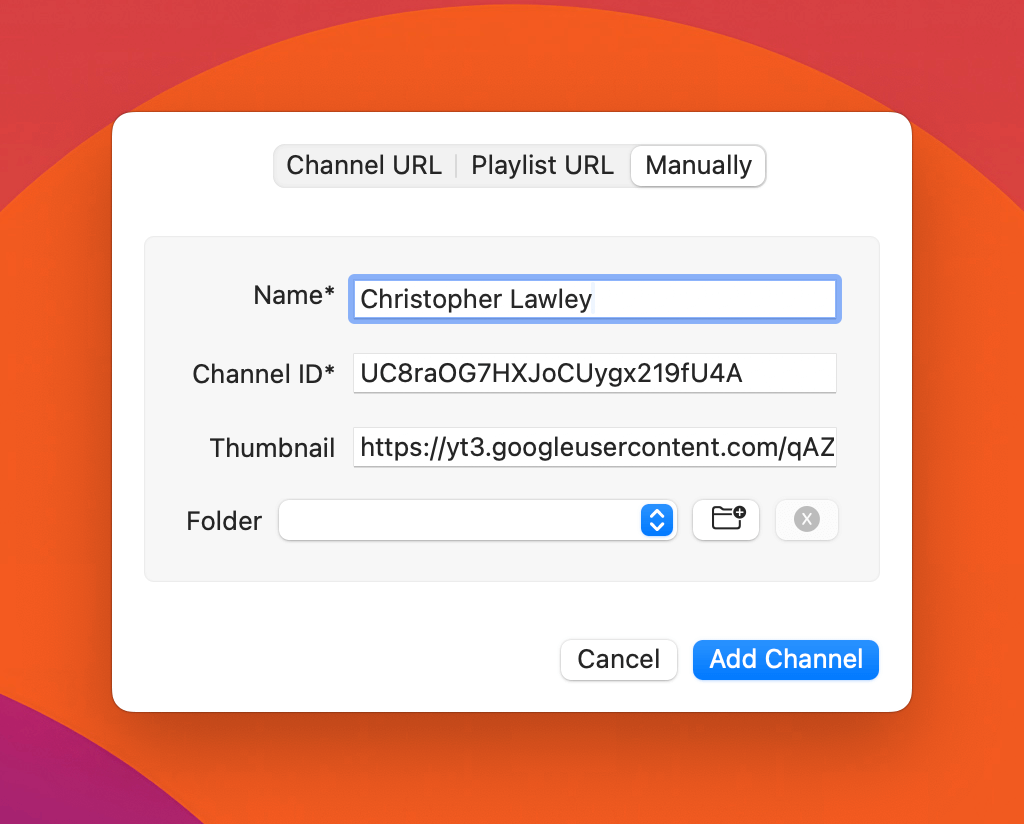 Channel URL Playlist URL Manually
Name* Christopher Lawley
Channel ID* UC8raOG7HXJoCUygx219fU4A
Thumbnail https://yt3.googleusercontent.com/qAZ
Folder x
Cancel Add Channel